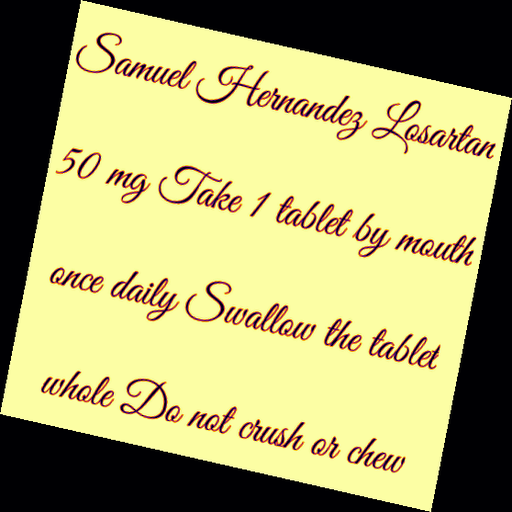 Samuel Hernandez Losartan
50 mg Take 1 tablet by mouth
once daily Swallow the tablet
whole Do not crush or chew